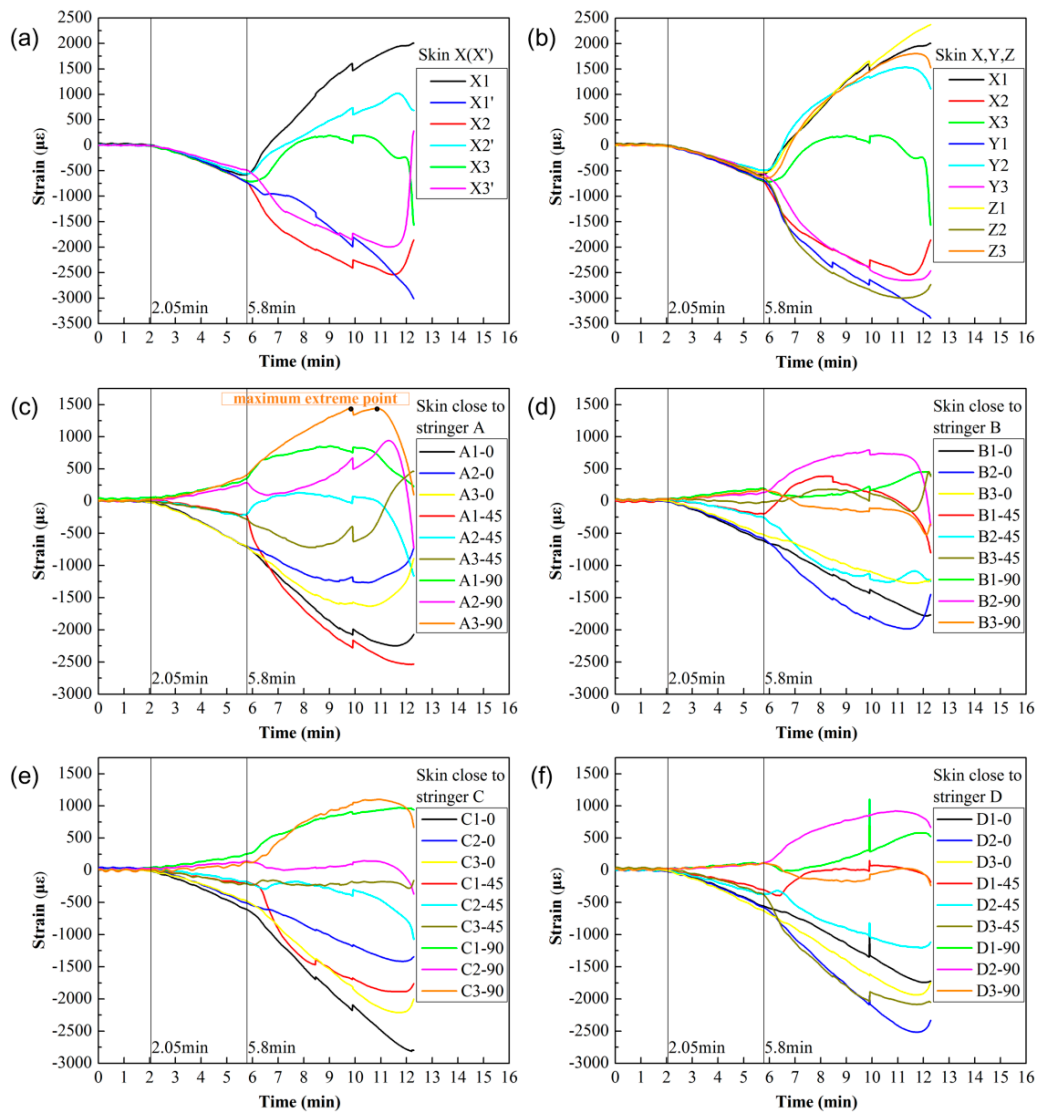 (a)
2500
2000
1500
1000
500
0
-500
-1000
-1500
-2000
-2500
-3000
-3500
Strain (με)
Skin X(X')
X1
X1'
X2
X2'
X3
X3'
2.05min
5.8min
0 1 2 3 4 5 6 7 8 9 10 11 12 13 14 15 16
Time (min)
(b)
2500
2000
1500
1000
500
0
-500
-1000
-1500
-2000
-2500
-3000
-3500
Strain (με)
Skin X,Y,Z
X1
X2
X3
Y1
Y2
Y3
Z1
Z2
Z3
2.05min
5.8min
0 1 2 3 4 5 6 7 8 9 10 11 12 13 14 15 16
Time (min)
(c)
1500
1000
500
0
-500
-1000
-1500
-2000
-2500
-3000
Strain (με)
maximum extreme point
Skin close to
stringer A
A1-0
A2-0
A3-0
A1-45
A2-45
A3-45
A1-90
A2-90
A3-90
2.05min
5.8min
0 1 2 3 4 5 6 7 8 9 10 11 12 13 14 15 16
Time (min)
(d)
1500
1000
500
0
-500
-1000
-1500
-2000
-2500
-3000
Strain (με)
Skin close to
stringer B
B1-0
B2-0
B3-0
B1-45
B2-45
B3-45
B1-90
B2-90
B3-90
2.05min
5.8min
0 1 2 3 4 5 6 7 8 9 10 11 12 13 14 15 16
Time (min)
(e)
1500
1000
500
0
-500
-1000
-1500
-2000
-2500
-3000
Strain (με)
Skin close to
stringer C
C1-0
C2-0
C3-0
C1-45
C2-45
C3-45
C1-90
C2-90
C3-90
2.05min
5.8min
0 1 2 3 4 5 6 7 8 9 10 11 12 13 14 15 16
Time (min)
(f)
1500
1000
500
0
-500
-1000
-1500
-2000
-2500
-3000
Strain (με)
Skin close to
stringer D
D1-0
D2-0
D3-0
D1-45
D2-45
D3-45
D1-90
D2-90
D3-90
2.05min
5.8min
0 1 2 3 4 5 6 7 8 9 10 11 12 13 14 15 16
Time (min)